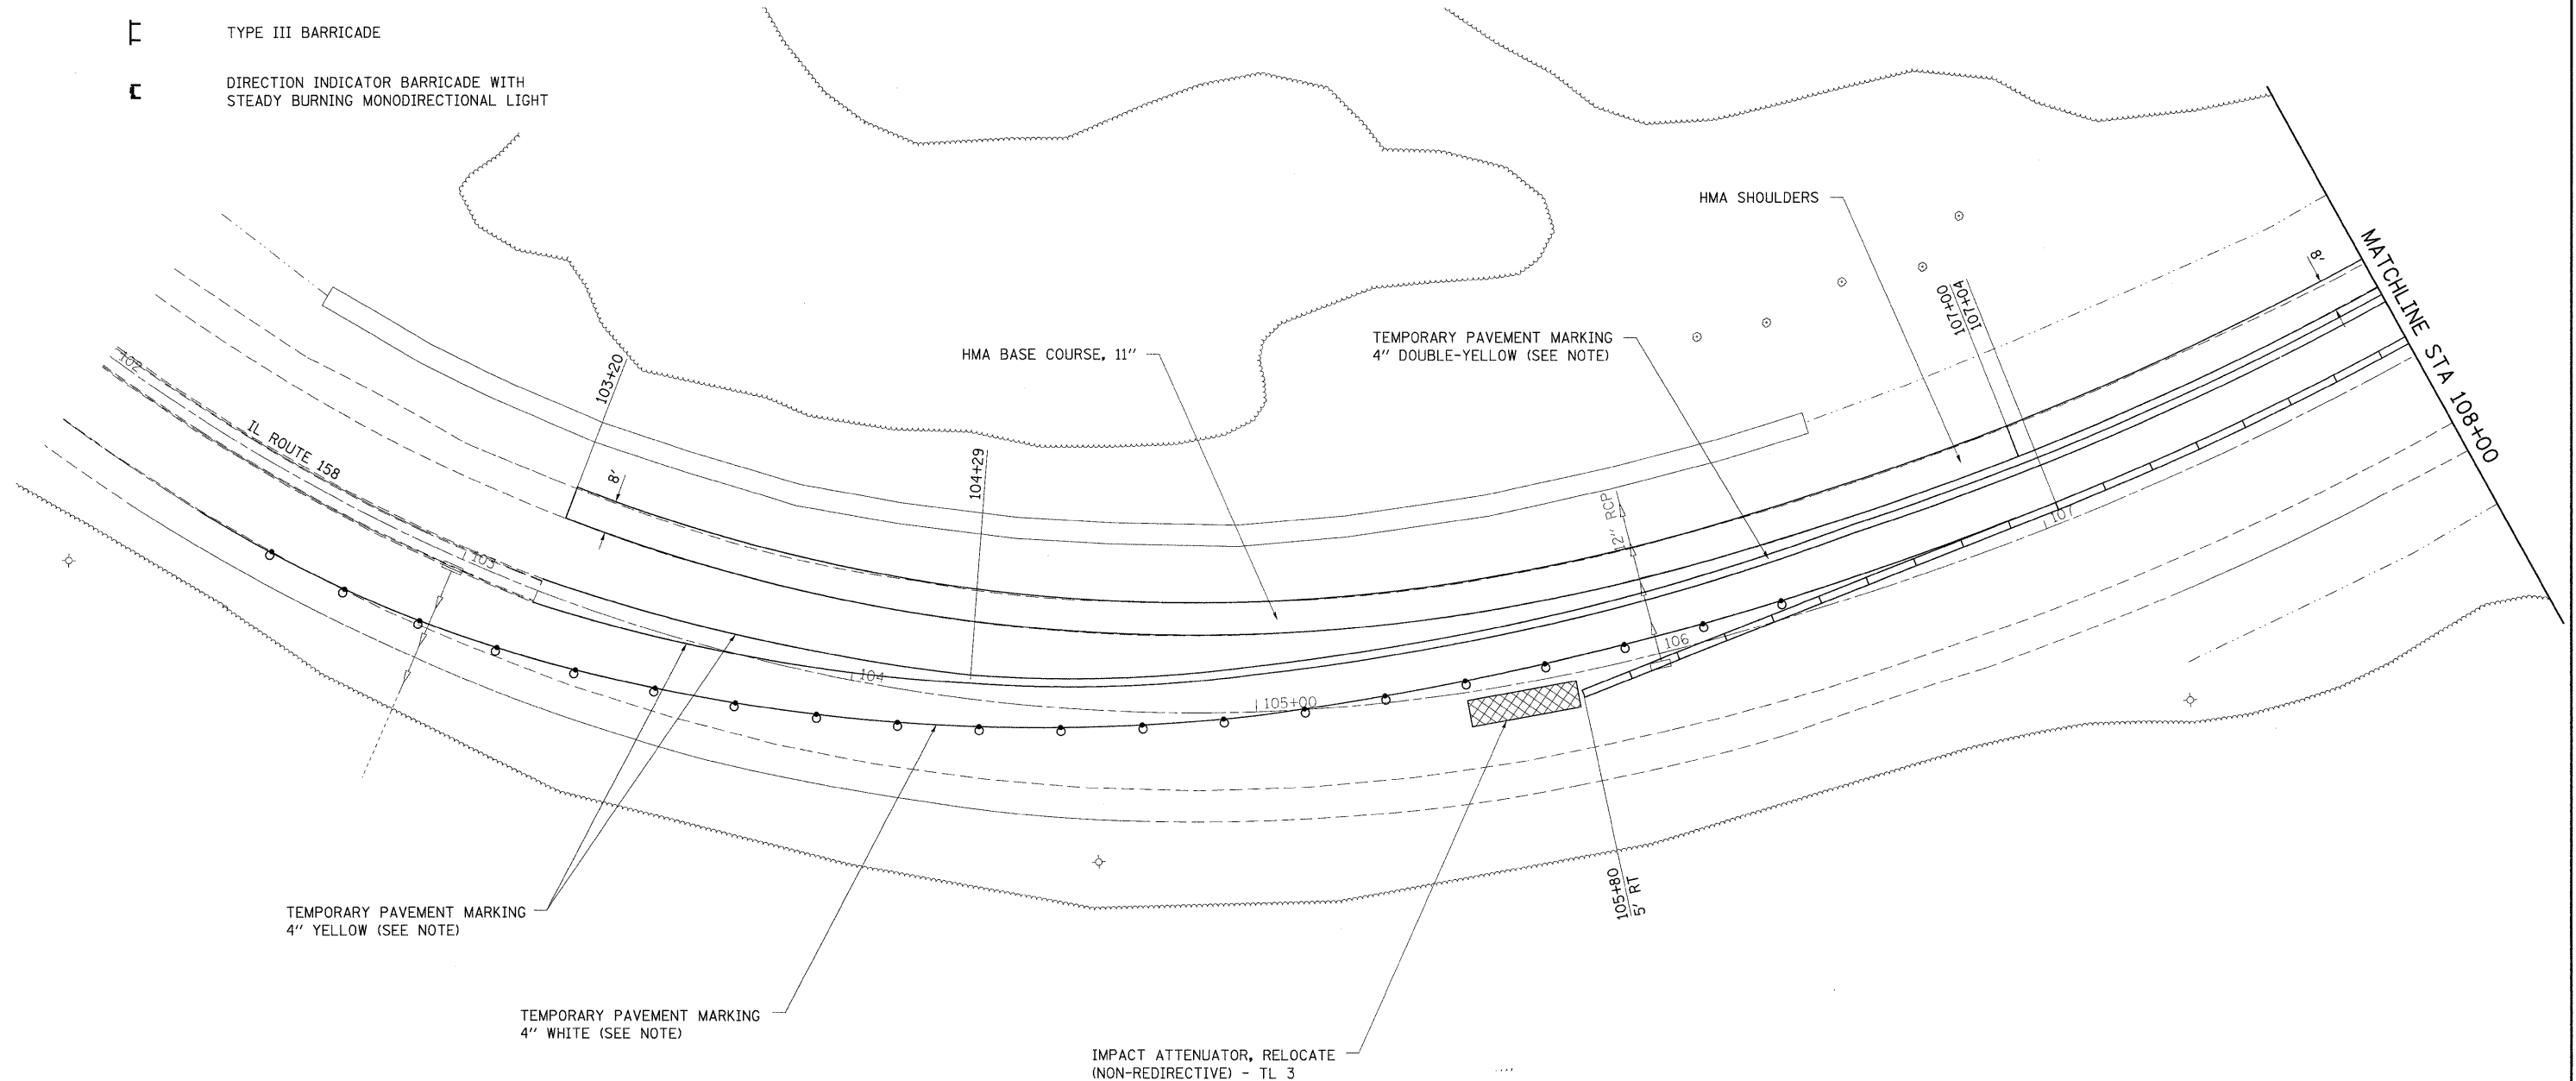 TYPE III BARRICADE
DIRECTION INDICATOR BARRICADE WITH
STEADY BURNING MONODIRECTIONAL LIGHT
HMA SHOULDERS
MATCHLINE STA 108+00
8'
107+00
107+04
TEMPORARY PAVEMENT MARKING
4" DOUBLE-YELLOW (SEE NOTE)
HMA BASE COURSE, 11"
103+20
102
IL ROUTE 158
8'
104+29
12" RCP
103
107
106
104
105+00
105+80
5' RT
TEMPORARY PAVEMENT MARKING
4" YELLOW (SEE NOTE)
TEMPORARY PAVEMENT MARKING
4" WHITE (SEE NOTE)
IMPACT ATTENUATOR, RELOCATE
(NON-REDIRECTIVE) - TL 3